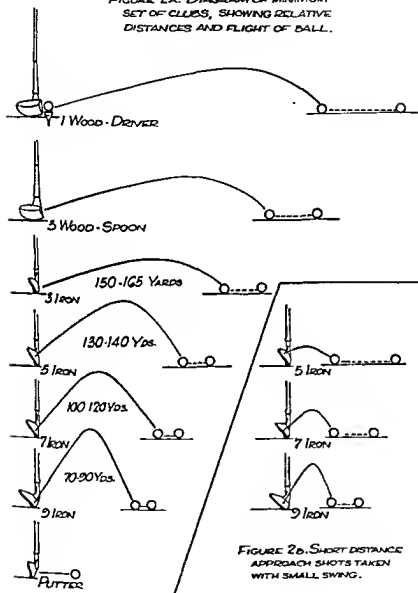 FIGURE 2A. DIAGRAM OF MINIMUM
SET OF CLUBS, SHOWING RELATIVE
DISTANCES AND FLIGHT OF BALL.
1 WOOD-DRIVER
3 WOOD-SPOON
3 IRON
150-165 YARDS
5 IRON
130-140 YDS.
7 IRON
100-120 YDS.
9 IRON
70-90 YDS.
PUTTER
5 IRON
7 IRON
9 IRON
FIGURE 2B. SHORT DISTANCE
APPROACH SHOTS TAKEN
WITH SMALL SWING.